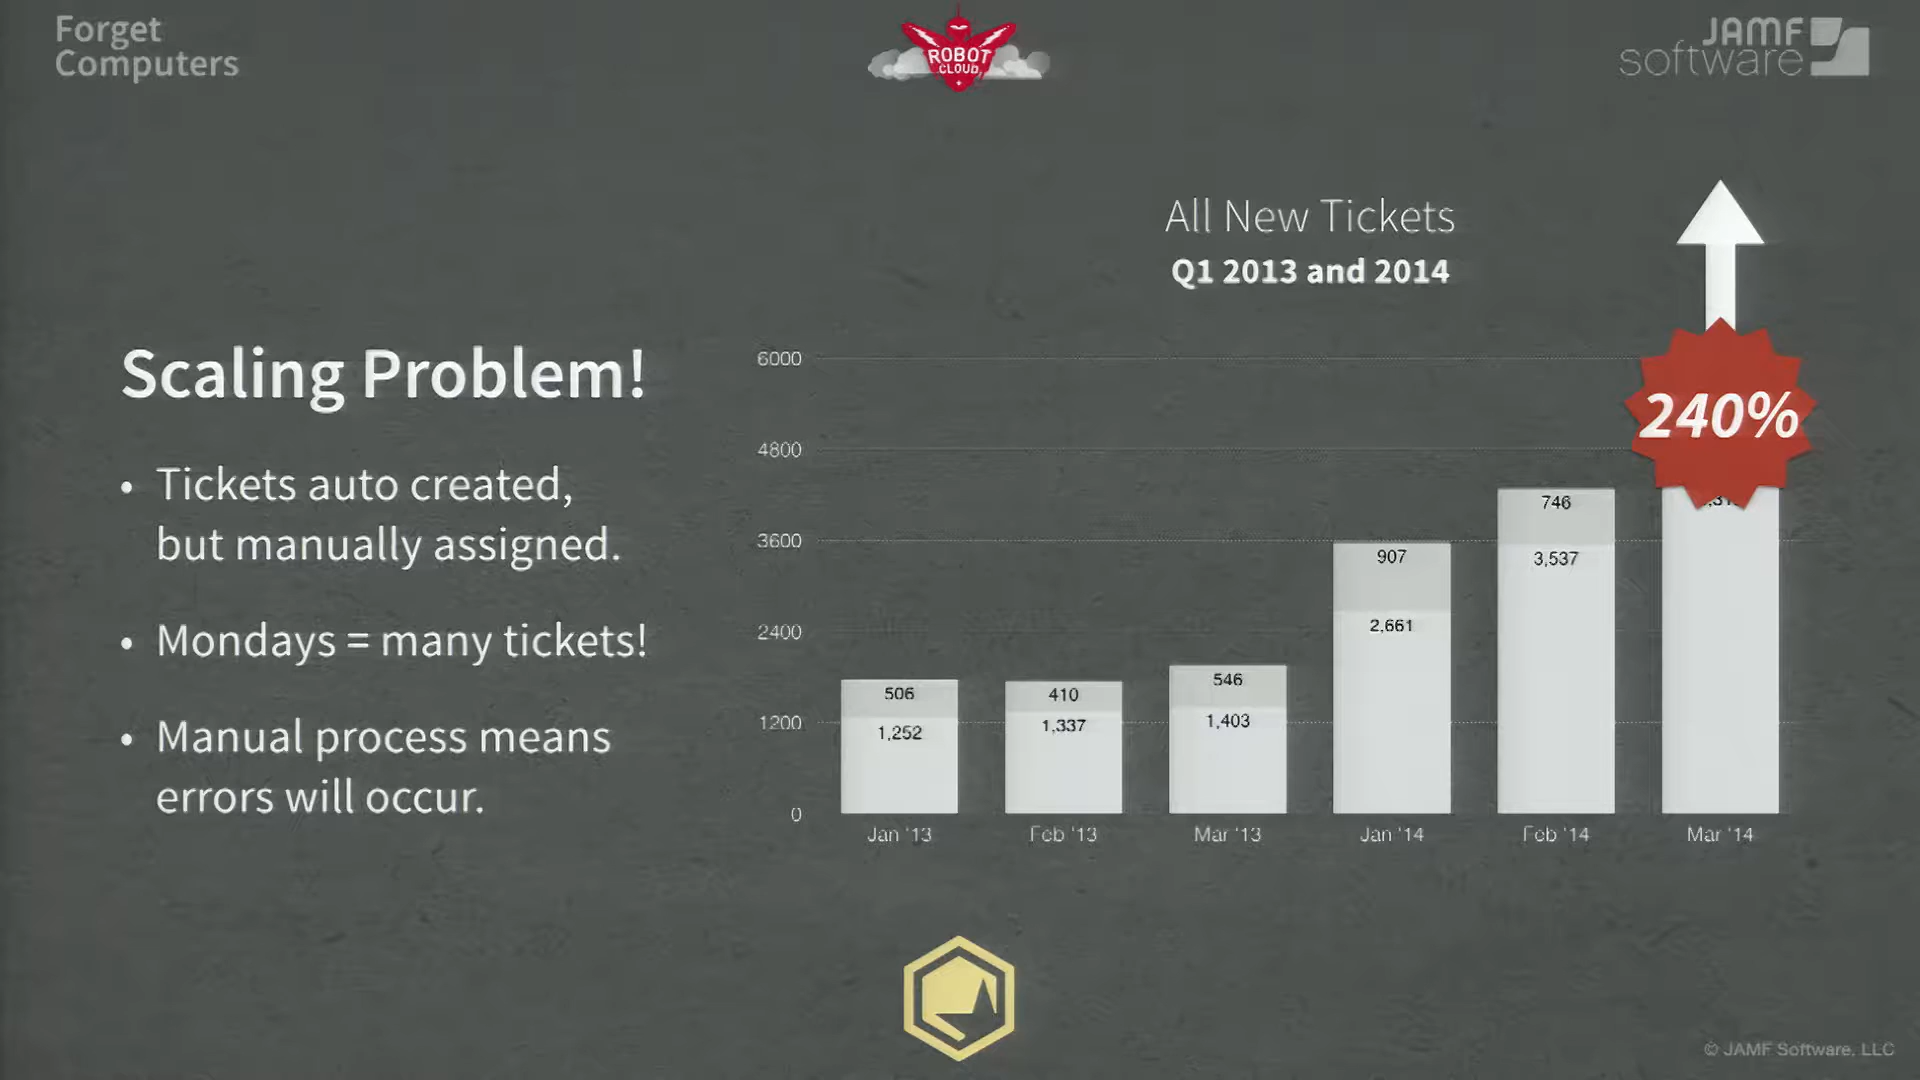 Forget
Computers
ROBOT
CLOUD
JAMF
software
All New Tickets
Q1 2013 and 2014
Scaling Problem!
• Tickets auto created,
but manually assigned.
• Mondays = many tickets!
• Manual process means
errors will occur.
6000
4800
3600
2400
1200
0
240%
506
1,252
410
1,337
546
1,403
907
2,661
746
3,537
Jan '13
Feb '13
Mar '13
Jan '14
Feb '14
Mar '14
© JAMF Software, LLC